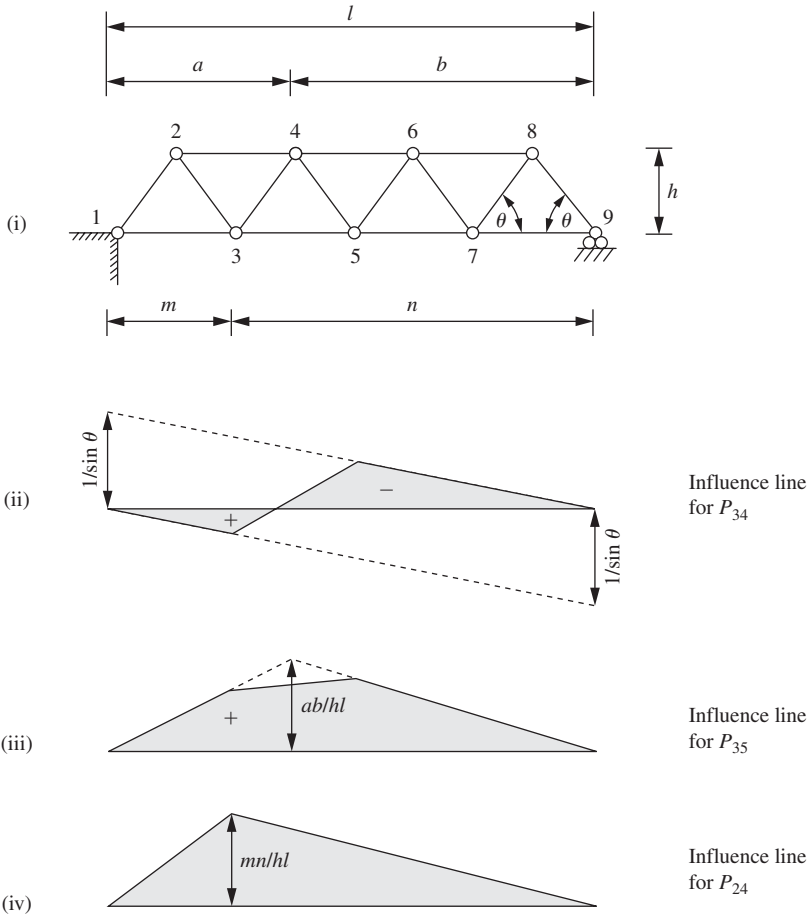 l
a b
2 4 6 8
h
(i)
1 9
θ θ
3 5 7
m n
1/sin θ
(ii)
+
−
Influence line
for P34
1/sin θ
(iii)
+
ab/hl
Influence line
for P35
(iv)
mn/hl
Influence line
for P24